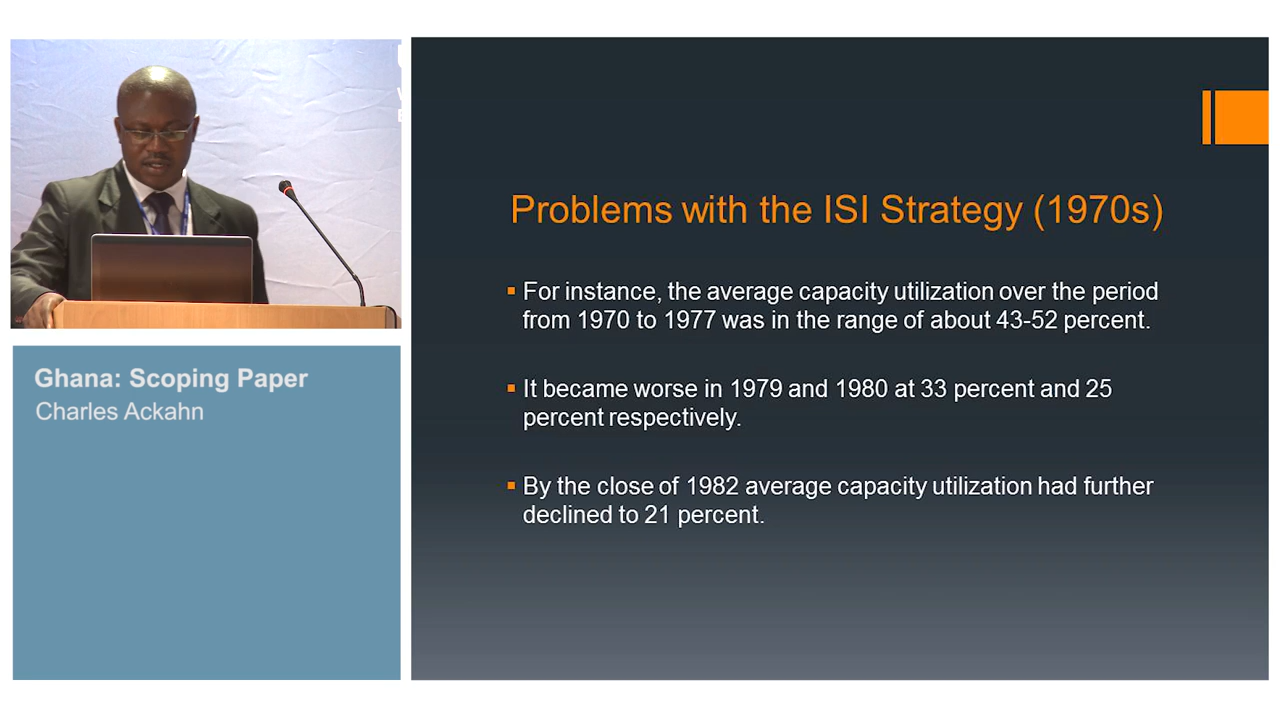 Ghana: Scoping Paper
Charles Ackahn
Problems with the ISI Strategy (1970s)
For instance, the average capacity utilization over the period
from 1970 to 1977 was in the range of about 43-52 percent.
It became worse in 1979 and 1980 at 33 percent and 25
percent respectively.
By the close of 1982 average capacity utilization had further
declined to 21 percent.